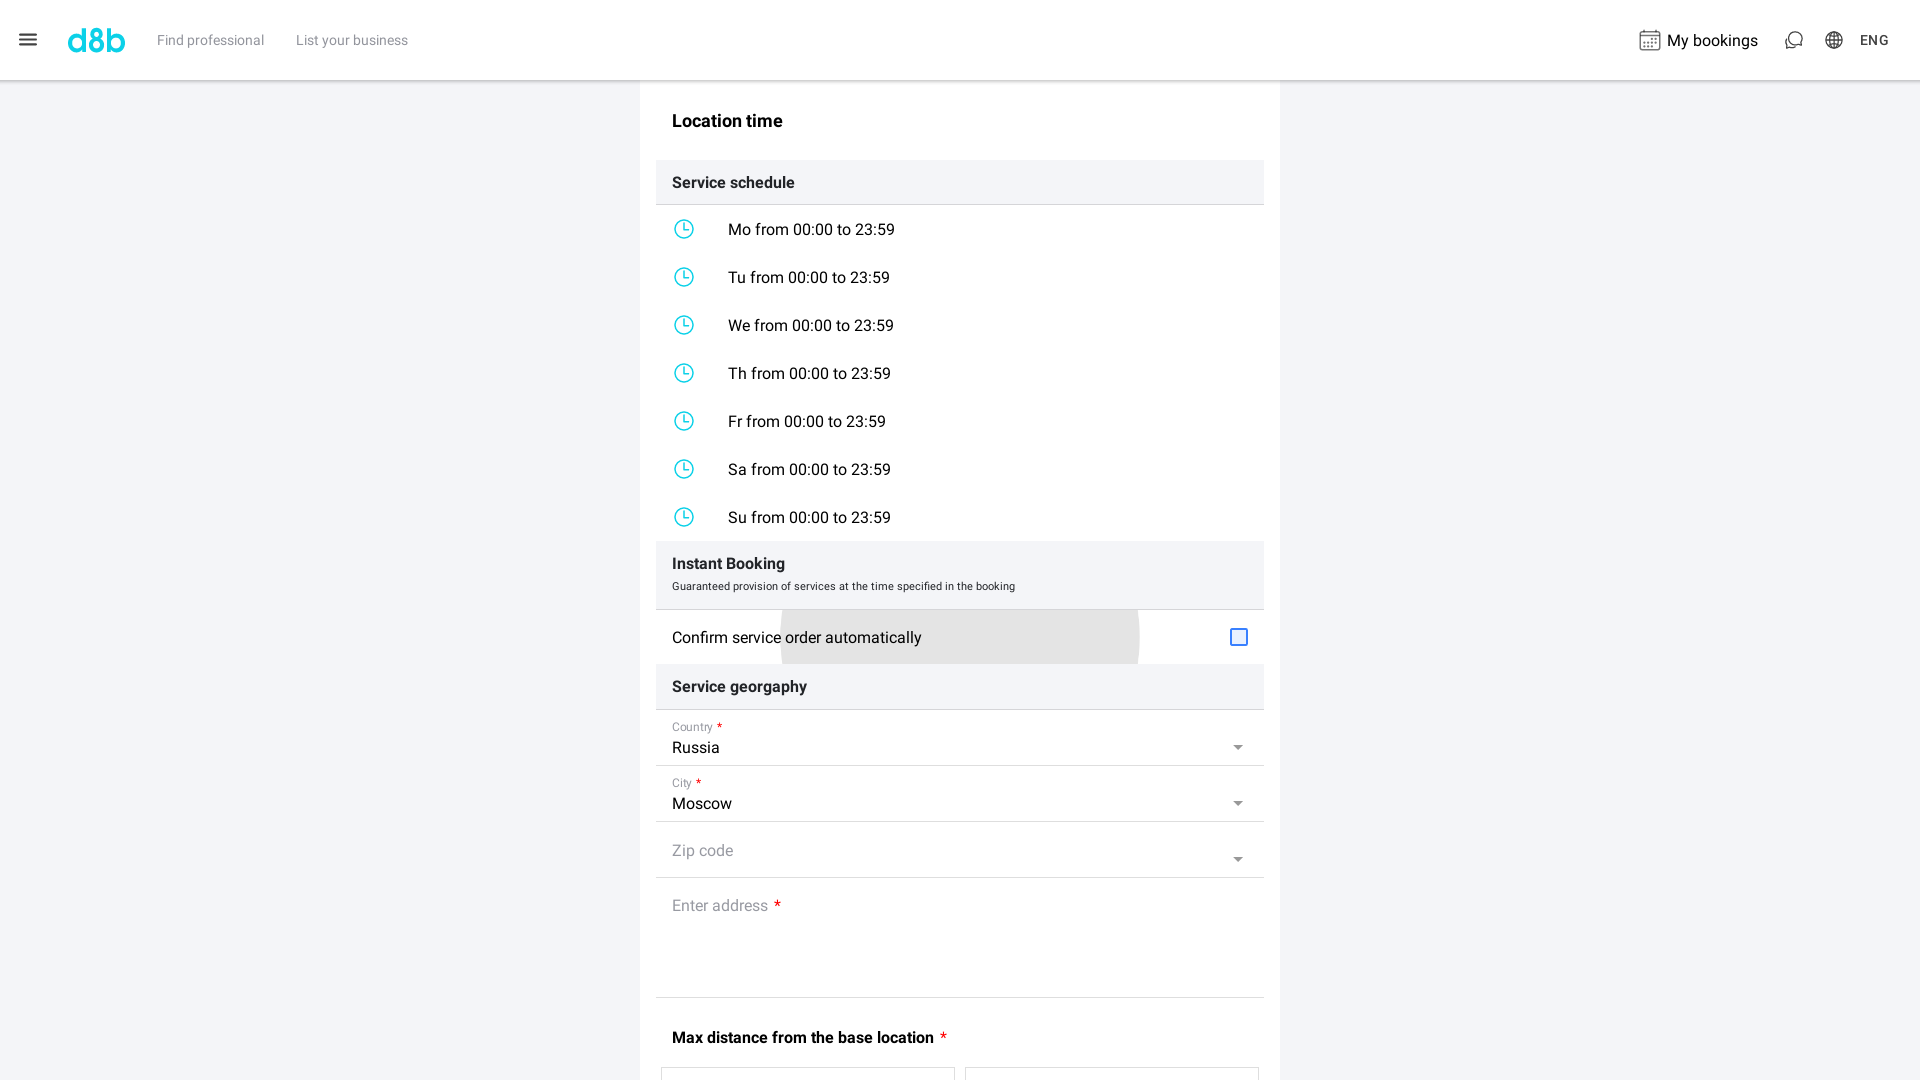 d8b
Find professional
List your business
My bookings
ENG
Location time
Service schedule
Mo from 00:00 to 23:59
Tu from 00:00 to 23:59
We from 00:00 to 23:59
Th from 00:00 to 23:59
Fr from 00:00 to 23:59
Sa from 00:00 to 23:59
Su from 00:00 to 23:59
Instant Booking
Guaranteed provision of services at the time specified in the booking
Confirm service order automatically
Service georgaphy
Country *
Russia
City *
Moscow
Zip code
Enter address *
Max distance from the base location *